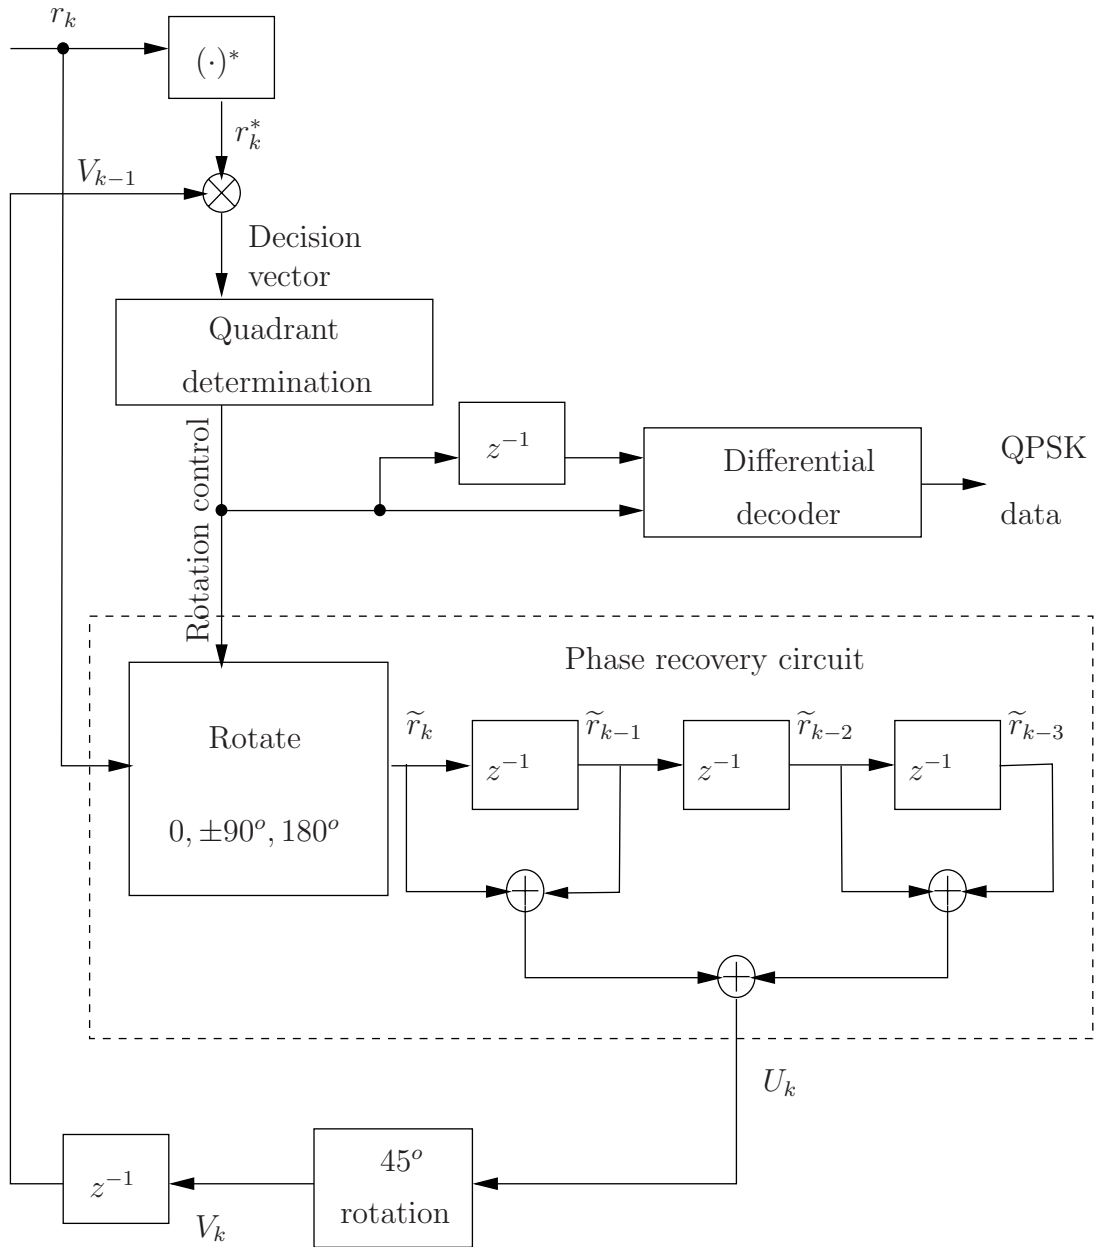 r_k
(·)*
r_k^*
V_{k−1}
Decision
vector
Quadrant
determination
Rotation control
z^{−1}
Differential
decoder
QPSK
data
Phase recovery circuit
Rotate
0, ±90^o, 180^o
r̃_k
z^{−1}
r̃_{k−1}
z^{−1}
r̃_{k−2}
z^{−1}
r̃_{k−3}
U_k
45^o
rotation
V_k
z^{−1}